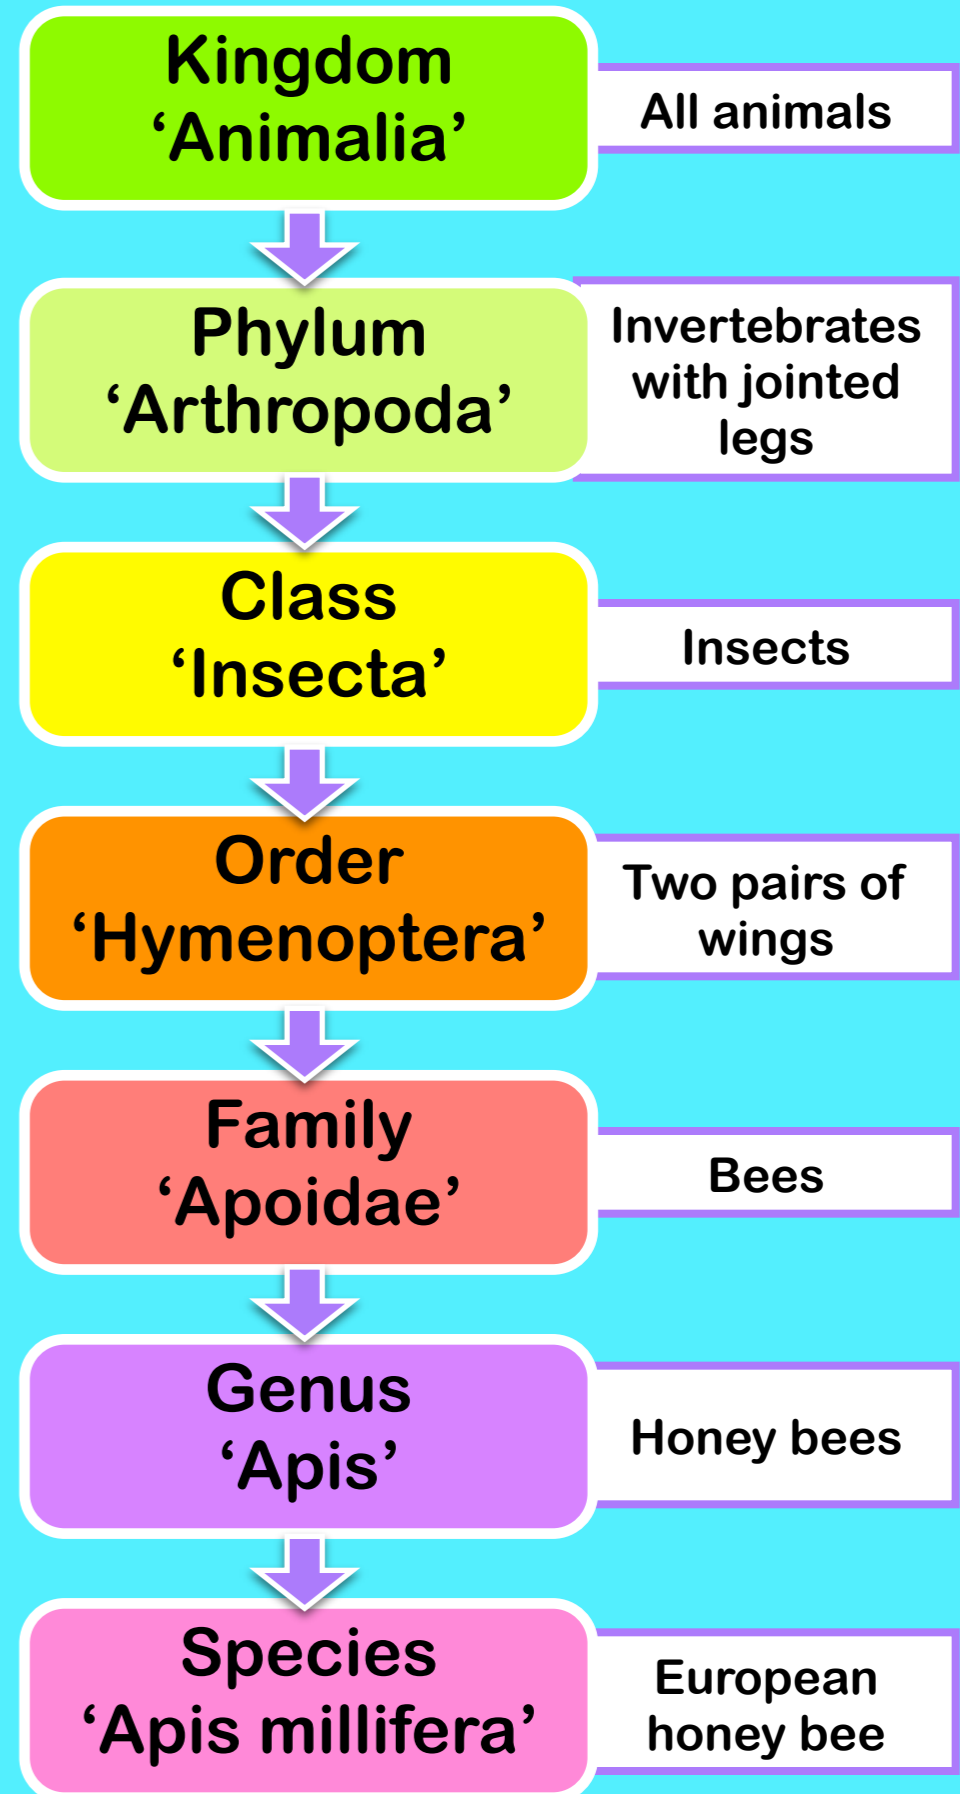 Kingdom
‘Animalia’
All animals
Phylum
‘Arthropoda’
Invertebrates
with jointed
legs
Class
‘Insecta’
Insects
Order
‘Hymenoptera’
Two pairs of
wings
Family
‘Apoidae’
Bees
Genus
‘Apis’
Honey bees
Species
‘Apis millifera’
European
honey bee